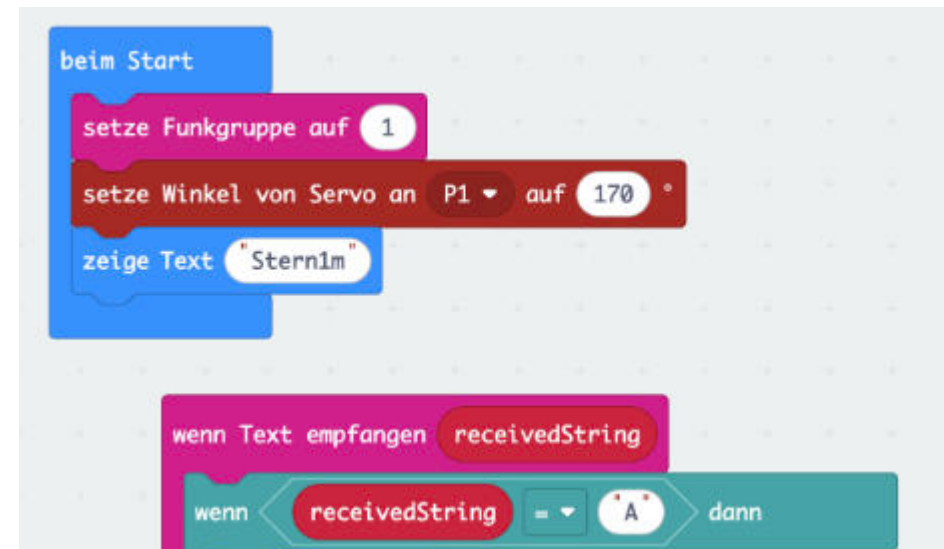 beim Start
setze Funkgruppe auf 1
setze Winkel von Servo an P1 auf 170 °
zeige Text "Stern1m"
wenn Text empfangen receivedString
wenn receivedString = "A" dann